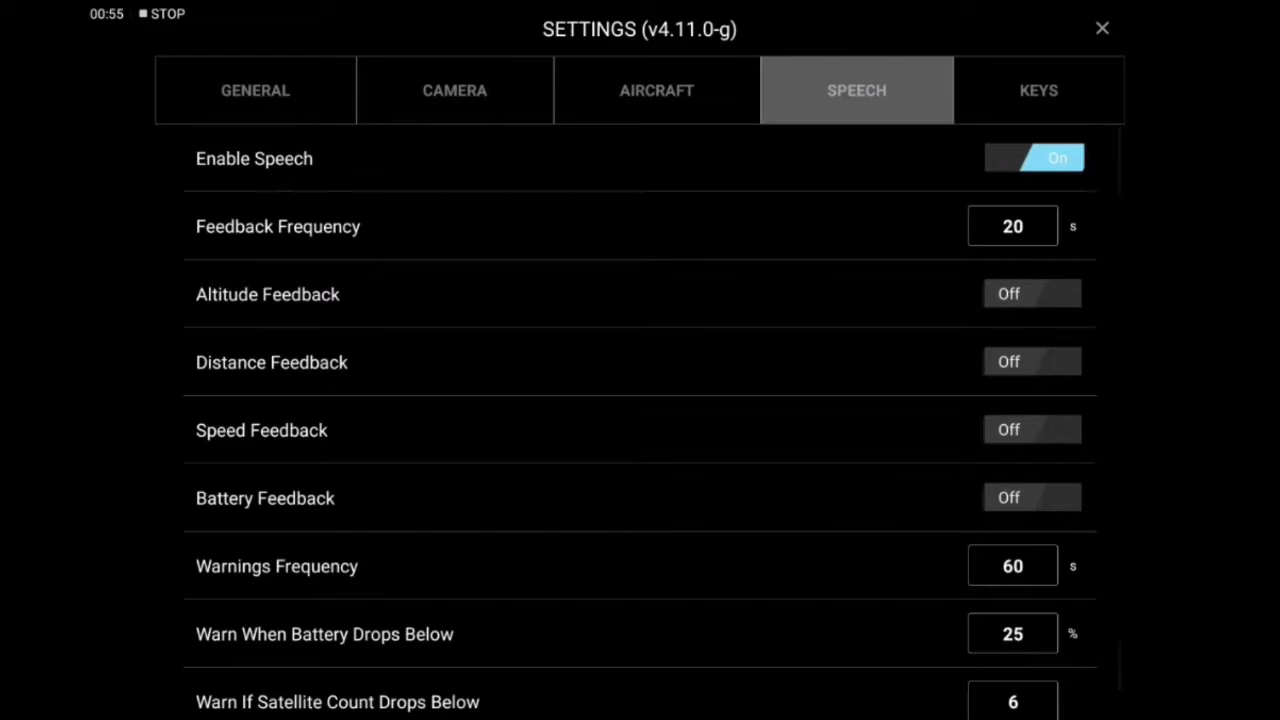 00:55 STOP
SETTINGS (v4.11.0-g)
GENERAL CAMERA AIRCRAFT SPEECH KEYS
Enable Speech On
Feedback Frequency 20 s
Altitude Feedback Off
Distance Feedback Off
Speed Feedback Off
Battery Feedback Off
Warnings Frequency 60 s
Warn When Battery Drops Below 25 %
Warn If Satellite Count Drops Below 6